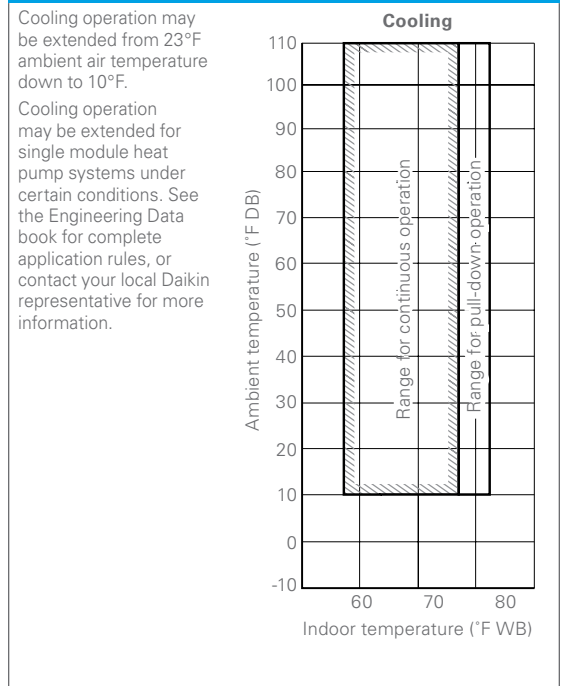 Cooling operation may
be extended from 23°F
ambient air temperature
down to 10°F.
Cooling operation
may be extended for
single module heat
pump systems under
certain conditions. See
the Engineering Data
book for complete
application rules, or
contact your local Daikin
representative for more
information.
Cooling
Ambient temperature (˚F DB)
110
100
90
80
70
60
50
40
30
20
10
0
-10
Range for continuous operation
Range for pull-down operation
60 70 80
Indoor temperature (˚F WB)